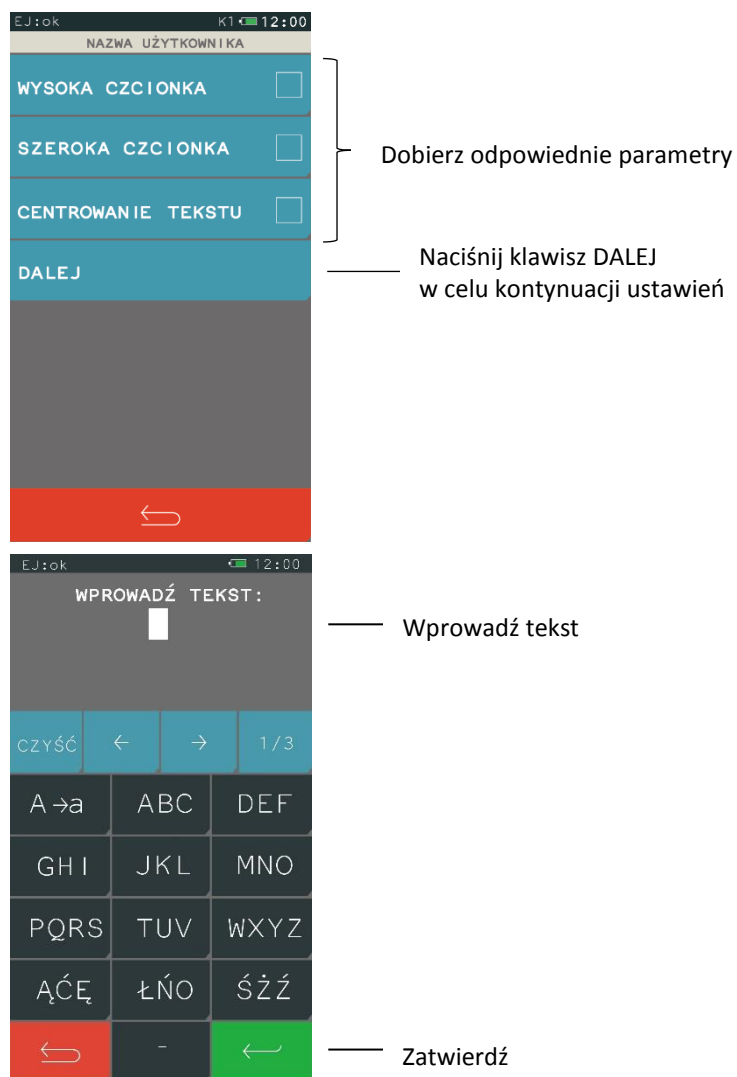 EJ:ok K1 12:00
NAZWA UŻYTKOWNIKA
WYSOKA CZCIONKA
SZEROKA CZCIONKA
Dobierz odpowiednie parametry
CENTROWANIE TEKSTU
DALEJ
Naciśnij klawisz DALEJ
w celu kontynuacji ustawień
EJ:ok 12:00
WPROWADŹ TEKST:
Wprowadź tekst
CZYŚĆ ← → 1/3
A→a ABC DEF
GHI JKL MNO
PQRS TUV WXYZ
ĄĆĘ ŁŃO ŚŻŹ
-
Zatwierdź